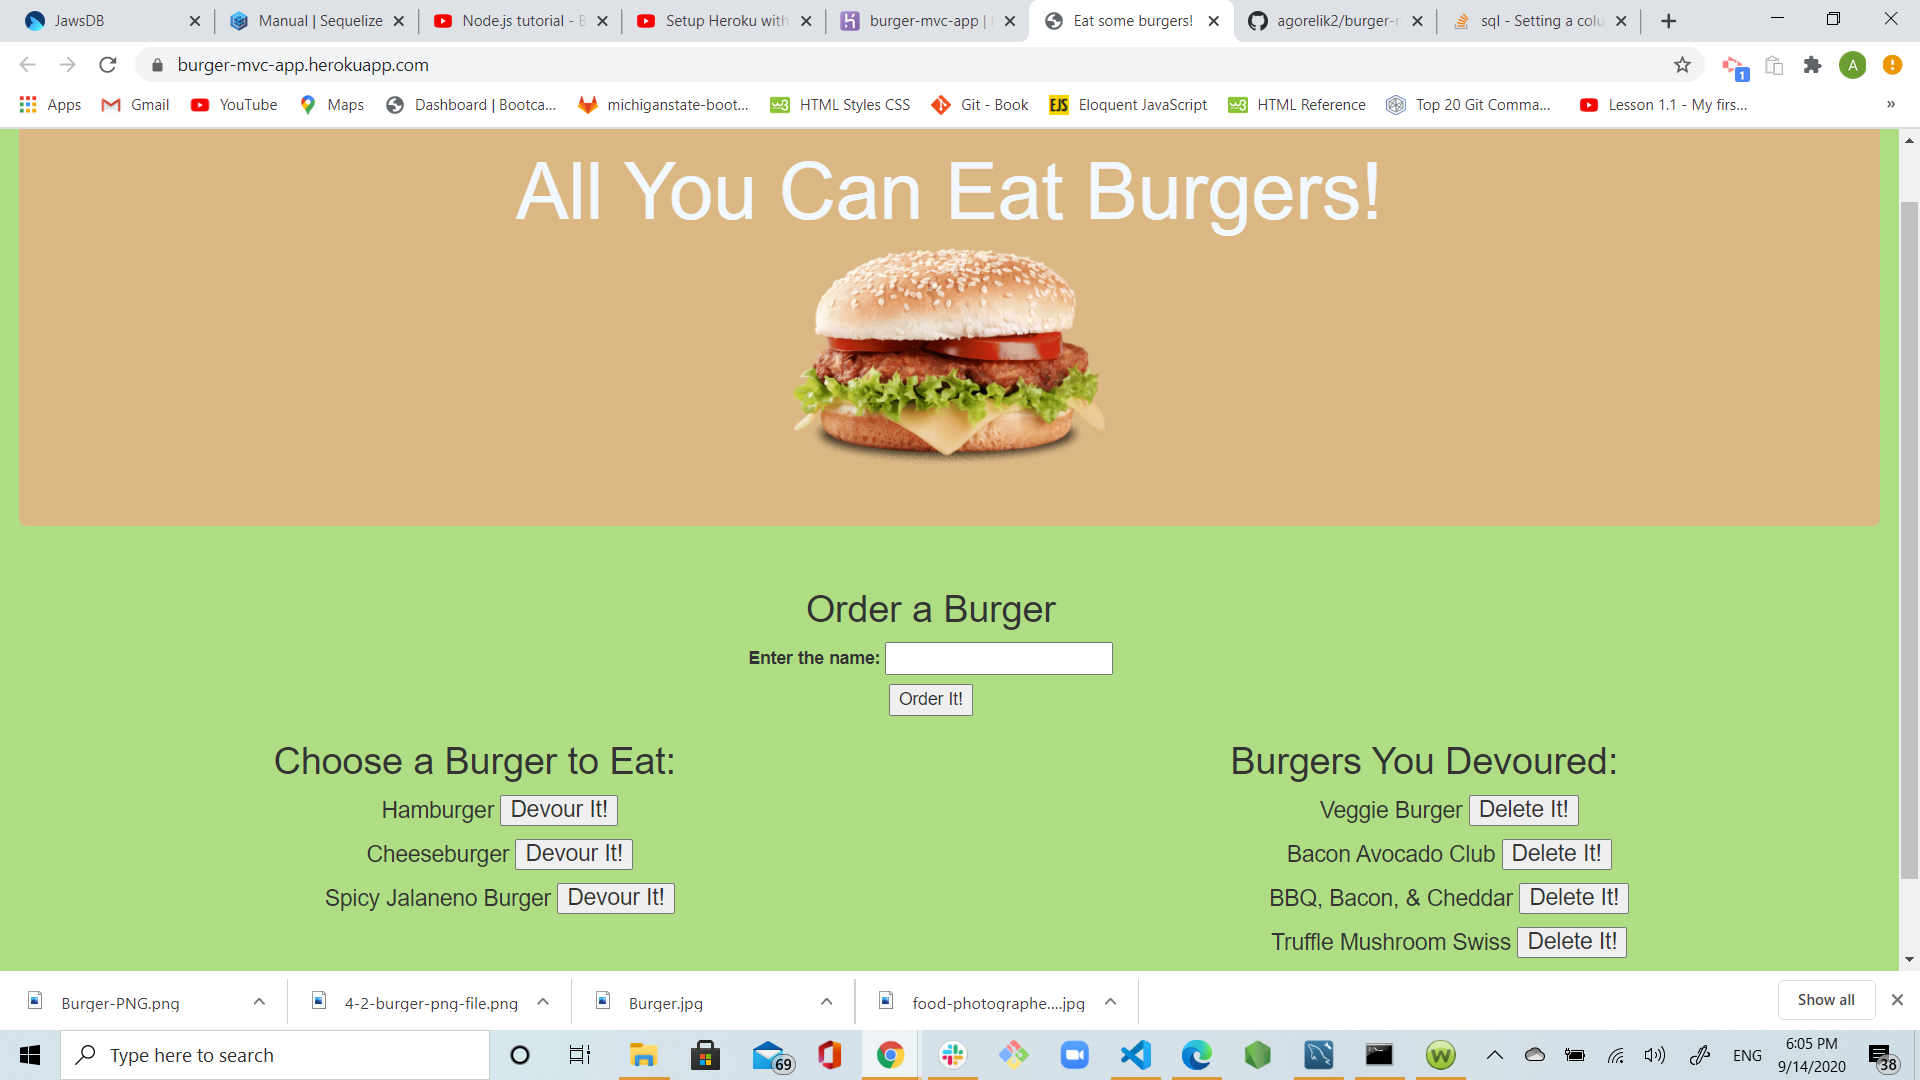 JawsDB
Manual | Sequelize
Node.js tutorial - B
Setup Heroku with
burger-mvc-app |
Eat some burgers!
agorelik2/burger-m
sql - Setting a colu
burger-mvc-app.herokuapp.com
A
1
Apps
Gmail
YouTube
Maps
Dashboard | Bootca...
michiganstate-boot...
HTML Styles CSS
Git - Book
EJS
Eloquent JavaScript
HTML Reference
Top 20 Git Comma...
Lesson 1.1 - My firs...
»
All You Can Eat Burgers!
Order a Burger
Enter the name:
Order It!
Choose a Burger to Eat:
Hamburger Devour It!
Cheeseburger Devour It!
Spicy Jalaneno Burger Devour It!
Burgers You Devoured:
Veggie Burger Delete It!
Bacon Avocado Club Delete It!
BBQ, Bacon, & Cheddar Delete It!
Truffle Mushroom Swiss Delete It!
Burger-PNG.png
4-2-burger-png-file.png
Burger.jpg
food-photographe....jpg
Show all
Type here to search
69
ENG
6:05 PM
9/14/2020
38